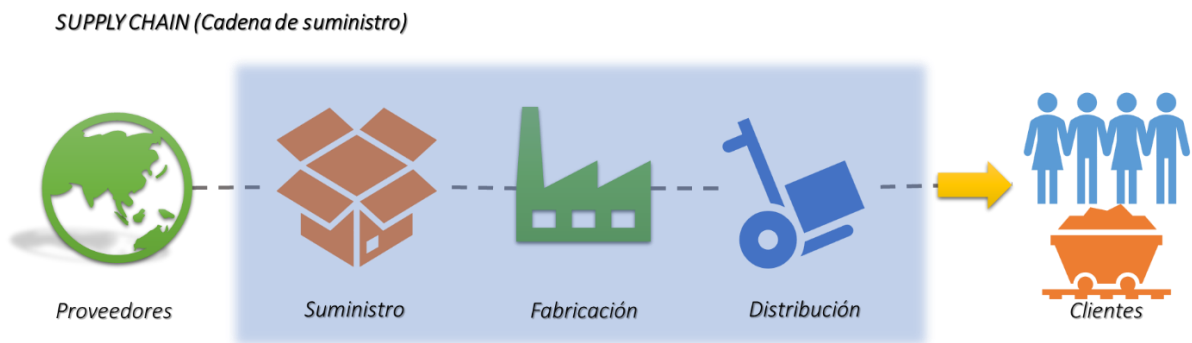 SUPPLY CHAIN (Cadena de suministro)
Proveedores
Suministro
Fabricación
Distribución
Clientes